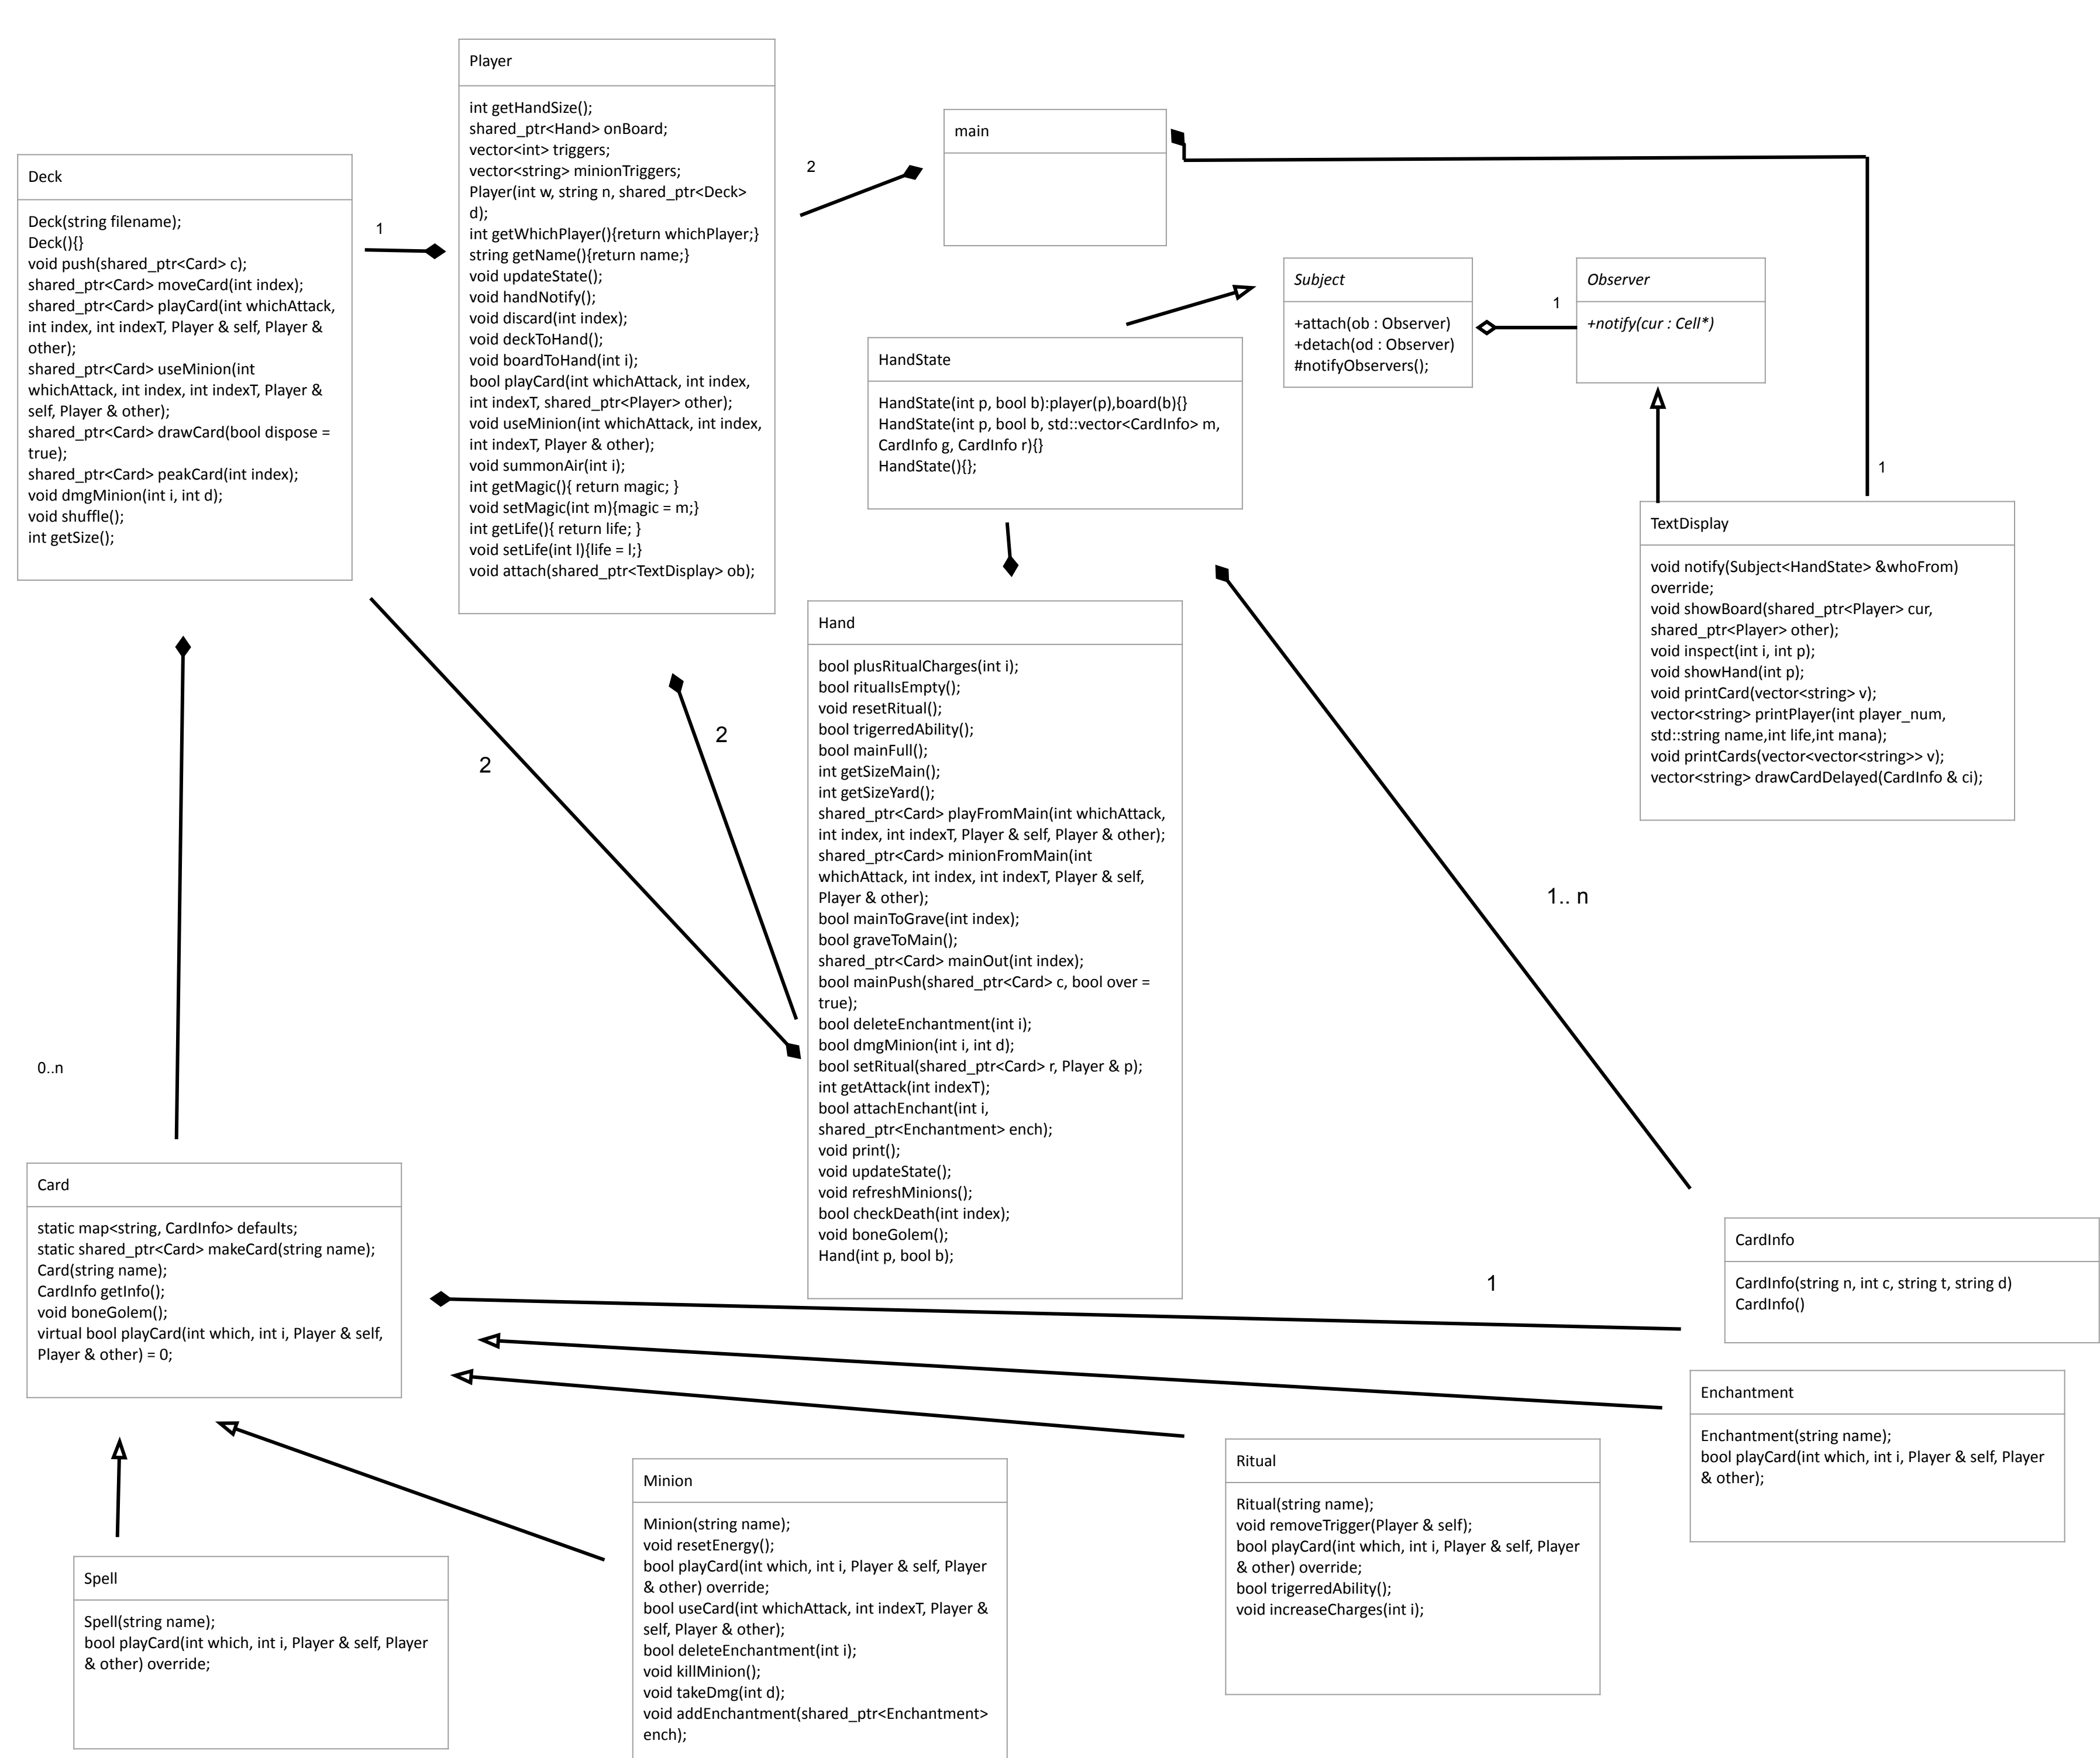 Player
int getHandSize();
shared_ptr<Hand> onBoard;
vector<int> triggers;
vector<string> minionTriggers;
Player(int w, string n, shared_ptr<Deck>
d);
int getWhichPlayer(){return whichPlayer;}
string getName(){return name;}
void updateState();
void handNotify();
void discard(int index);
void deckToHand();
void boardToHand(int i);
bool playCard(int whichAttack, int index,
int indexT, shared_ptr<Player> other);
void useMinion(int whichAttack, int index,
int indexT, Player & other);
void summonAir(int i);
int getMagic(){ return magic; }
void setMagic(int m){magic = m;}
int getLife(){ return life; }
void setLife(int l){life = l;}
void attach(shared_ptr<TextDisplay> ob);
main
2
Deck
Deck(string filename);
Deck(){}
void push(shared_ptr<Card> c);
shared_ptr<Card> moveCard(int index);
shared_ptr<Card> playCard(int whichAttack,
int index, int indexT, Player & self, Player &
other);
shared_ptr<Card> useMinion(int
whichAttack, int index, int indexT, Player &
self, Player & other);
shared_ptr<Card> drawCard(bool dispose =
true);
shared_ptr<Card> peakCard(int index);
void dmgMinion(int i, int d);
void shuffle();
int getSize();
1
Subject
+attach(ob : Observer)
+detach(od : Observer)
#notifyObservers();
1
Observer
+notify(cur : Cell*)
HandState
HandState(int p, bool b):player(p),board(b){}
HandState(int p, bool b, std::vector<CardInfo> m,
CardInfo g, CardInfo r){}
HandState(){};
1
TextDisplay
void notify(Subject<HandState> &whoFrom)
override;
void showBoard(shared_ptr<Player> cur,
shared_ptr<Player> other);
void inspect(int i, int p);
void showHand(int p);
void printCard(vector<string> v);
vector<string> printPlayer(int player_num,
std::string name,int life,int mana);
void printCards(vector<vector<string>> v);
vector<string> drawCardDelayed(CardInfo & ci);
Hand
bool plusRitualCharges(int i);
bool ritualIsEmpty();
void resetRitual();
bool trigerredAbility();
bool mainFull();
int getSizeMain();
int getSizeYard();
shared_ptr<Card> playFromMain(int whichAttack,
int index, int indexT, Player & self, Player & other);
shared_ptr<Card> minionFromMain(int
whichAttack, int index, int indexT, Player & self,
Player & other);
bool mainToGrave(int index);
bool graveToMain();
shared_ptr<Card> mainOut(int index);
bool mainPush(shared_ptr<Card> c, bool over =
true);
bool deleteEnchantment(int i);
bool dmgMinion(int i, int d);
bool setRitual(shared_ptr<Card> r, Player & p);
int getAttack(int indexT);
bool attachEnchant(int i,
shared_ptr<Enchantment> ench);
void print();
void updateState();
void refreshMinions();
bool checkDeath(int index);
void boneGolem();
Hand(int p, bool b);
2
2
1.. n
0..n
Card
static map<string, CardInfo> defaults;
static shared_ptr<Card> makeCard(string name);
Card(string name);
CardInfo getInfo();
void boneGolem();
virtual bool playCard(int which, int i, Player & self,
Player & other) = 0;
1
CardInfo
CardInfo(string n, int c, string t, string d)
CardInfo()
Enchantment
Enchantment(string name);
bool playCard(int which, int i, Player & self, Player
& other);
Ritual
Ritual(string name);
void removeTrigger(Player & self);
bool playCard(int which, int i, Player & self, Player
& other) override;
bool trigerredAbility();
void increaseCharges(int i);
Minion
Minion(string name);
void resetEnergy();
bool playCard(int which, int i, Player & self, Player
& other) override;
bool useCard(int whichAttack, int indexT, Player &
self, Player & other);
bool deleteEnchantment(int i);
void killMinion();
void takeDmg(int d);
void addEnchantment(shared_ptr<Enchantment>
ench);
Spell
Spell(string name);
bool playCard(int which, int i, Player & self, Player
& other) override;